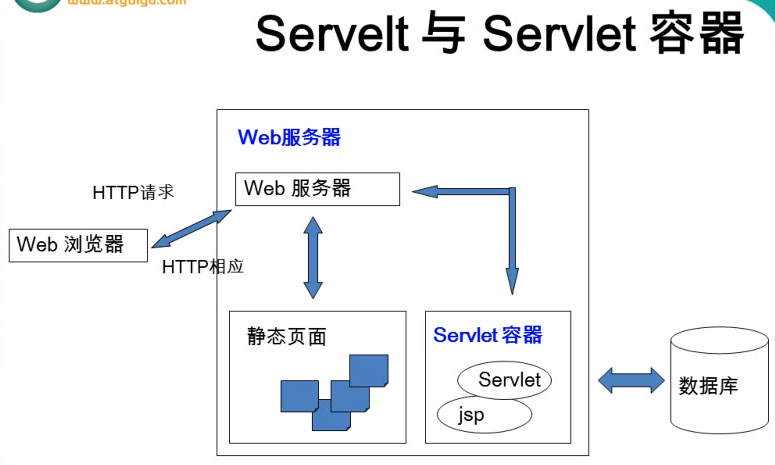 www.atguigu.com
Servelt 与 Servlet 容器
Web服务器
Web 服务器
HTTP请求
Web 浏览器
HTTP相应
静态页面
Servlet 容器
Servlet
jsp
数据库